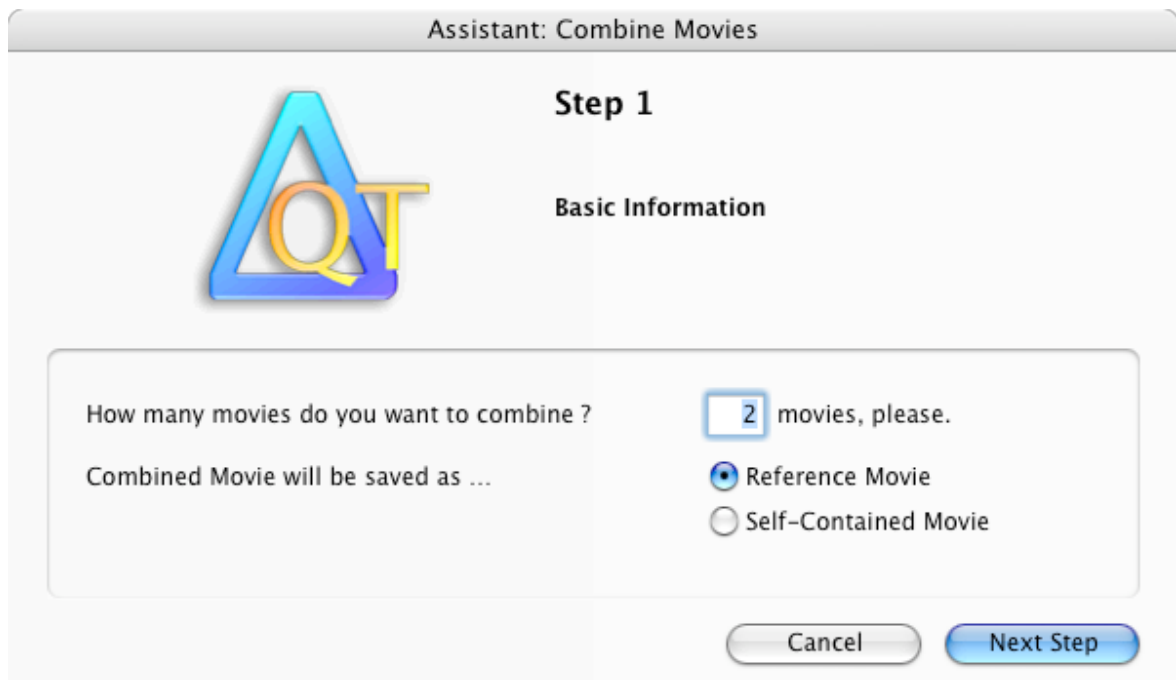 Assistant: Combine Movies
Step 1
QT
Basic Information
How many movies do you want to combine ? 2 movies, please.
Combined Movie will be saved as ... Reference Movie
Self-Contained Movie
Cancel Next Step